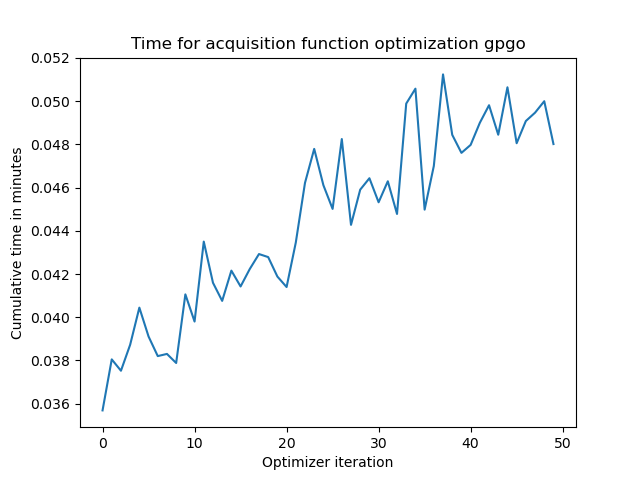 Time for acquisition function optimization gpgo
0.052
0.050
0.048
0.046
0.044
0.042
0.040
0.038
0.036
Cumulative time in minutes
0 10 20 30 40 50
Optimizer iteration